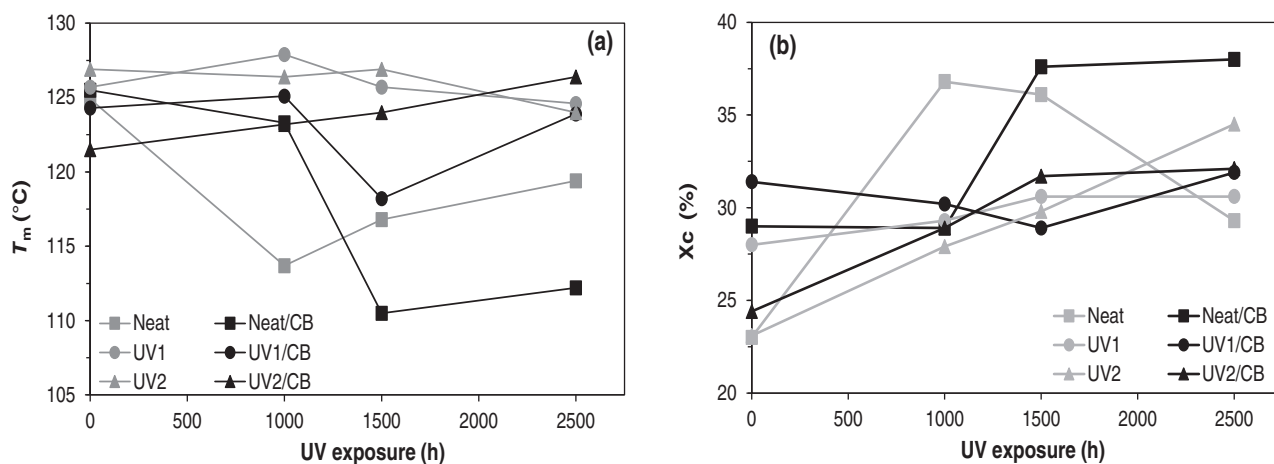 (a)
130
125
120
115
110
105
Tm (°C)
Neat Neat/CB
UV1 UV1/CB
UV2 UV2/CB
0 500 1000 1500 2000 2500
UV exposure (h)
(b)
40
35
30
25
20
Xc (%)
Neat Neat/CB
UV1 UV1/CB
UV2 UV2/CB
0 500 1000 1500 2000 2500
UV exposure (h)